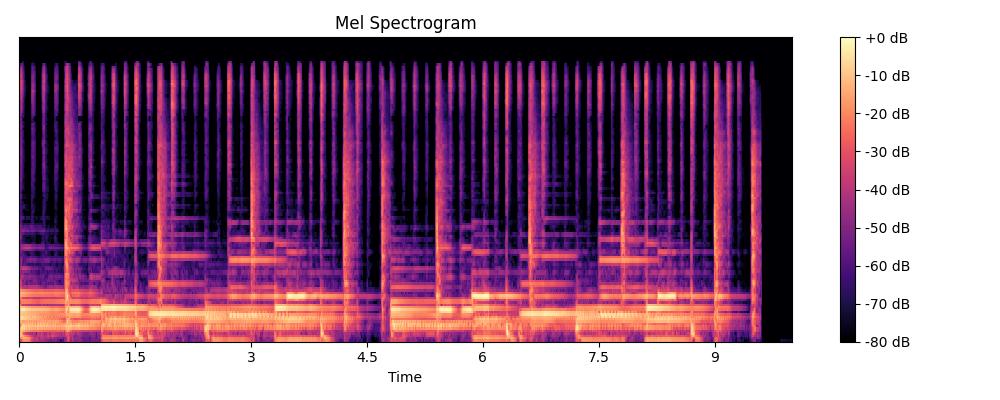 Mel Spectrogram
+0 dB
-10 dB
-20 dB
-30 dB
-40 dB
-50 dB
-60 dB
-70 dB
-80 dB
0 1.5 3 4.5 6 7.5 9
Time